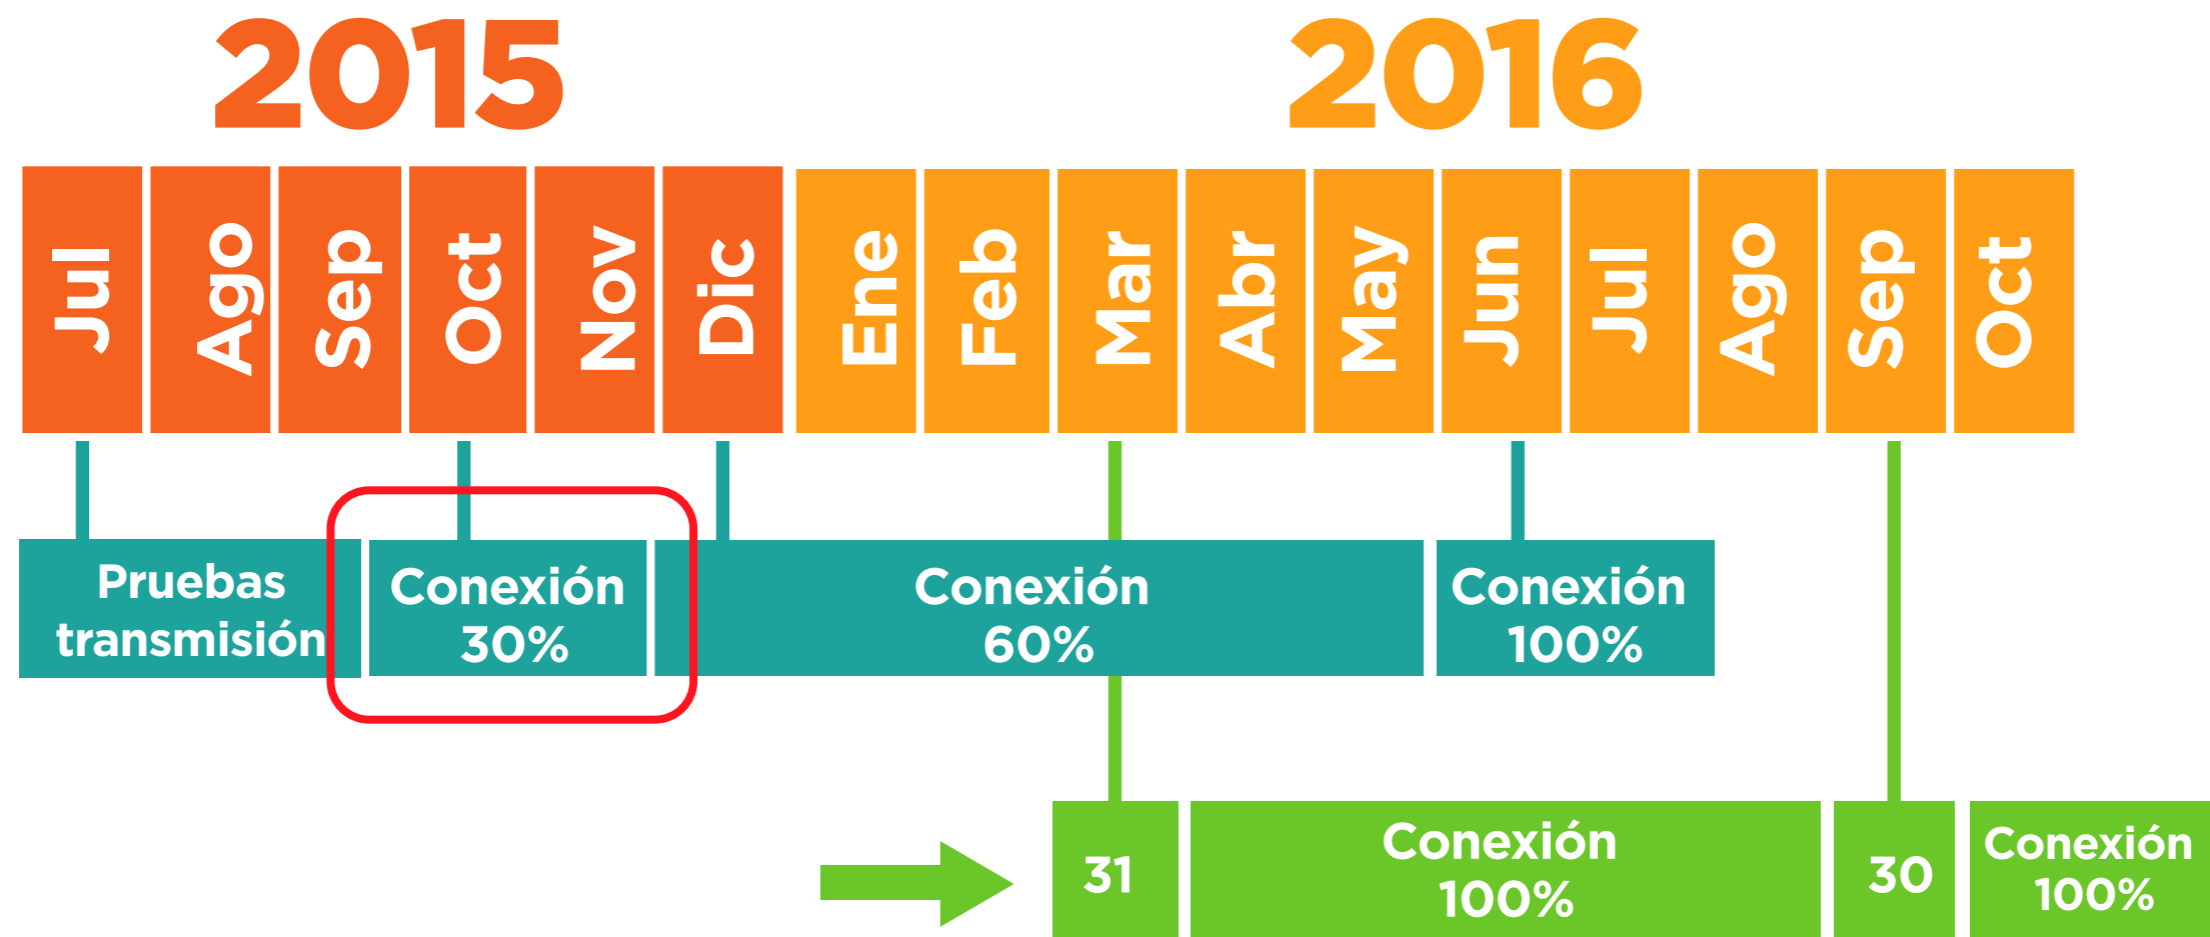 2015
2016
Jul
Ago
Sep
Oct
Nov
Dic
Ene
Feb
Mar
Abr
May
Jun
Jul
Ago
Sep
Oct
Pruebas
transmisión
Conexión
30%
Conexión
60%
Conexión
100%
31
Conexión
100%
30
Conexión
100%